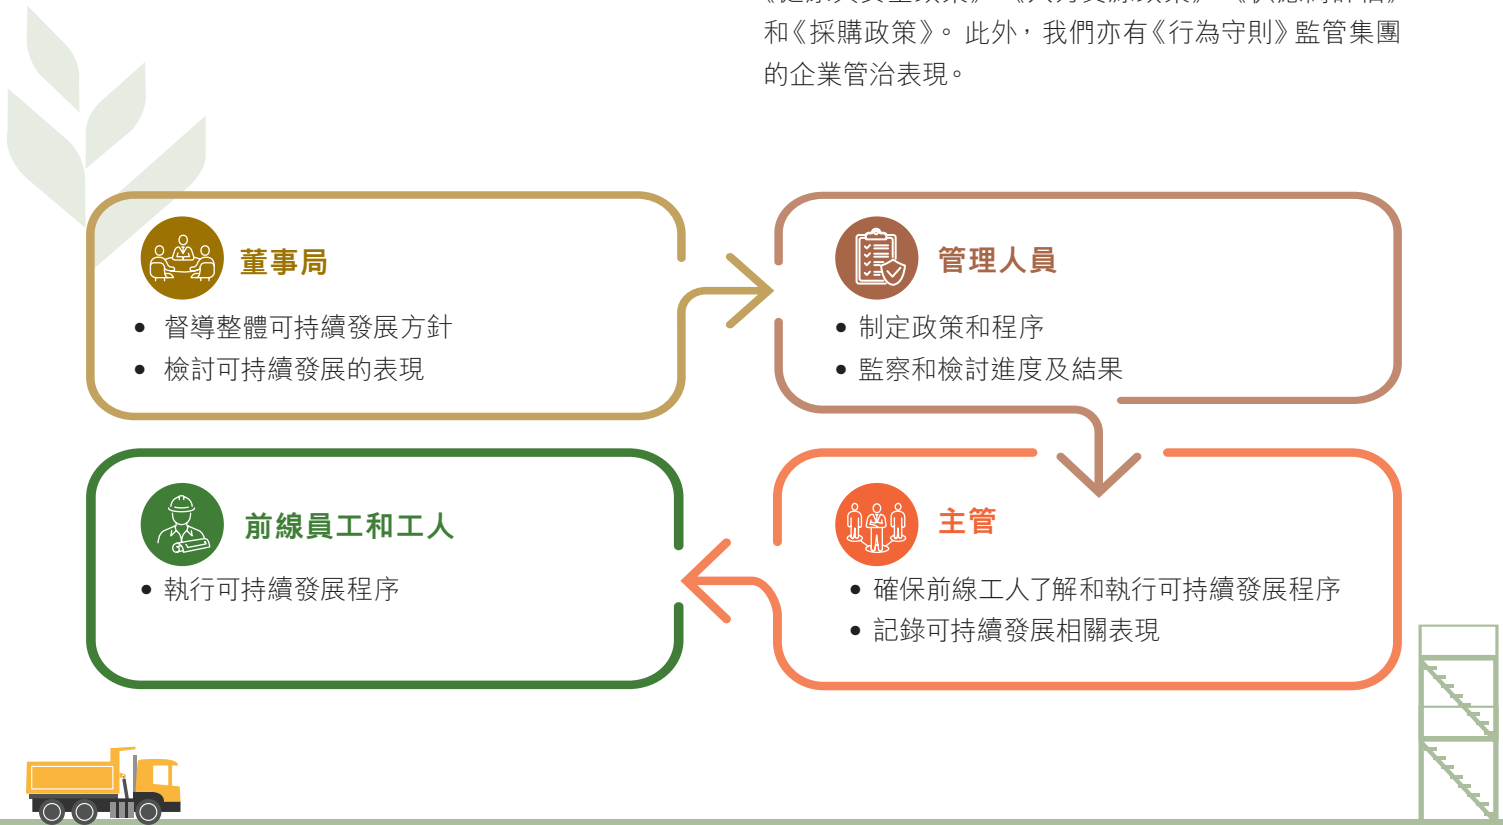 和《採購政策》。此外，我們亦有《行為守則》監管集團
的企業管治表現。
董事局
• 督導整體可持續發展方針
• 檢討可持續發展的表現
管理人員
• 制定政策和程序
• 監察和檢討進度及結果
主管
• 確保前線工人了解和執行可持續發展程序
• 記錄可持續發展相關表現
前線員工和工人
• 執行可持續發展程序